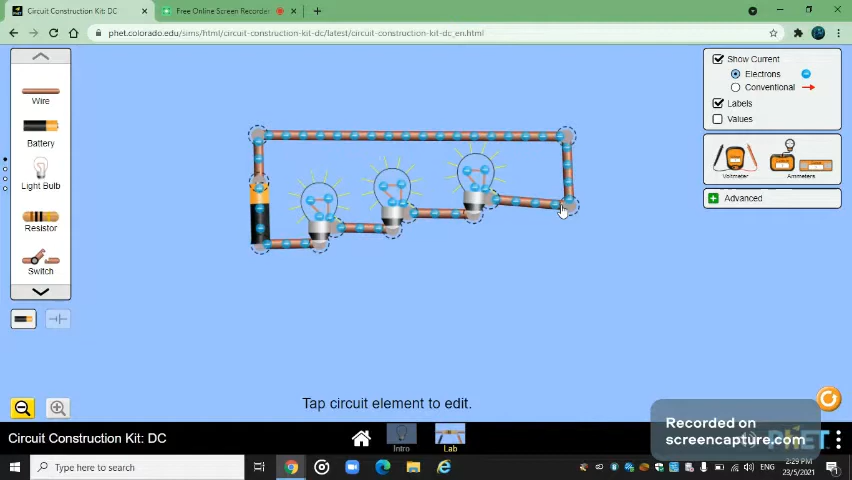 Circuit Construction Kit: DC
Free Online Screen Recorder
phet.colorado.edu/sims/html/circuit-construction-kit-dc/latest/circuit-construction-kit-dc_en.html
Wire
Battery
Light Bulb
Resistor
Switch
Show Current
Electrons
Conventional
Labels
Values
Voltmeter
Ammeters
Advanced
Tap circuit element to edit.
Recorded on
screencapture.com
Circuit Construction Kit: DC
Intro
Lab
PhET
Type here to search
ENG
2:29 PM
23/5/2021